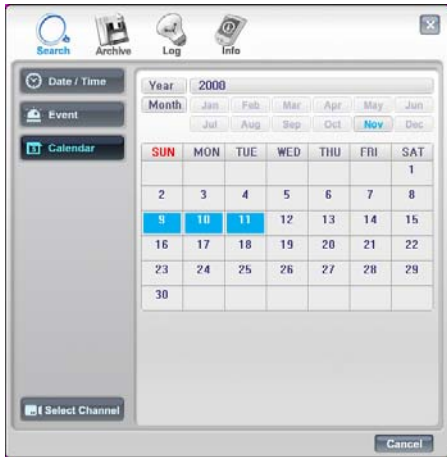 Search Archive Log Info
Date / Time
Event
Calendar
Year 2008
Month Jan Feb Mar Apr May Jun
Jul Aug Sep Oct Nov Dec
SUN MON TUE WED THU FRI SAT
1
2 3 4 5 6 7 8
9 10 11 12 13 14 15
16 17 18 19 20 21 22
23 24 25 26 27 28 29
30
Select Channel
Cancel